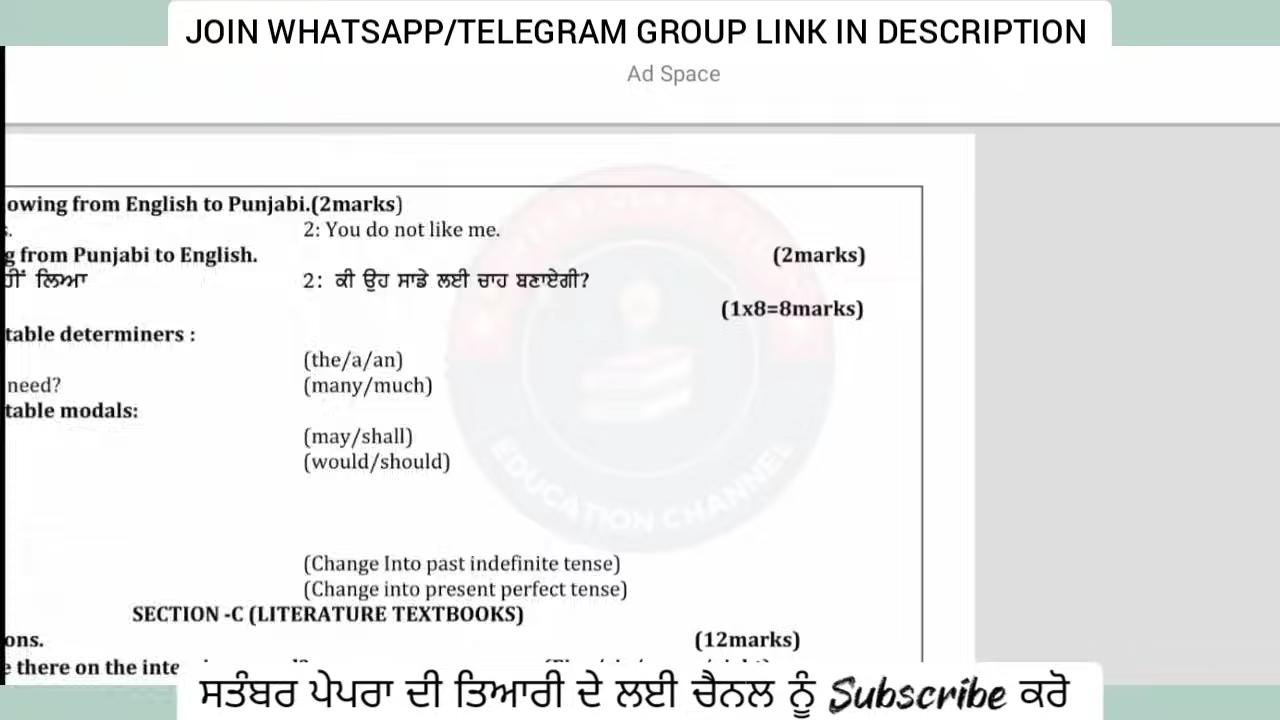 JOIN WHATSAPP/TELEGRAM GROUP LINK IN DESCRIPTION
Ad Space
owing from English to Punjabi.(2marks)
s. 2: You do not like me.
g from Punjabi to English. (2marks)
ਹੀਂ ਲਿਆ 2: ਕੀ ਉਹ ਸਾਡੇ ਲਈ ਚਾਹ ਬਣਾਏਗੀ?
(1x8=8marks)
table determiners :
(the/a/an)
need? (many/much)
table modals:
(may/shall)
(would/should)
EDUCATION CHANNEL
(Change Into past indefinite tense)
(Change into present perfect tense)
SECTION -C (LITERATURE TEXTBOOKS)
ons. (12marks)
e there on the inte
ਸਤੰਬਰ ਪੇਪਰਾ ਦੀ ਤਿਆਰੀ ਦੇ ਲਈ ਚੈਨਲ ਨੂੰ Subscribe ਕਰੋ